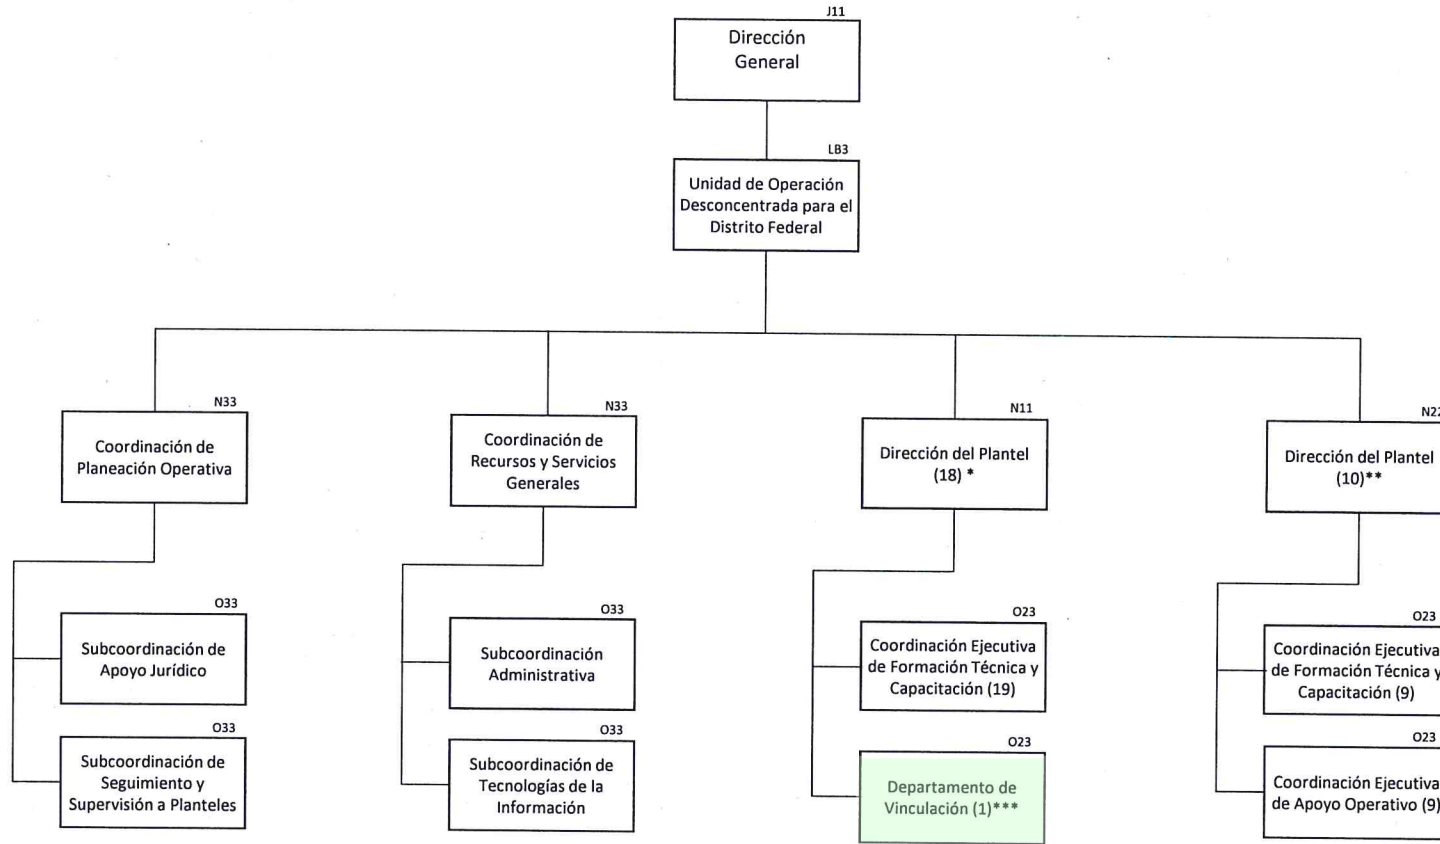 J11
Dirección
General
LB3
Unidad de Operación
Desconcentrada para el
Distrito Federal
N33
Coordinación de
Planeación Operativa
N33
Coordinación de
Recursos y Servicios
Generales
N11
Dirección del Plantel
(18) *
N22
Dirección del Plantel
(10)**
O33
Subcoordinación de
Apoyo Jurídico
O33
Subcoordinación
Administrativa
O23
Coordinación Ejecutiva
de Formación Técnica y
Capacitación (19)
O23
Coordinación Ejecutiva
de Formación Técnica y
Capacitación (9)
O33
Subcoordinación de
Seguimiento y
Supervisión a Planteles
O33
Subcoordinación de
Tecnologías de la
Información
O23
Departamento de
Vinculación (1)***
O23
Coordinación Ejecutiva
de Apoyo Operativo (9)